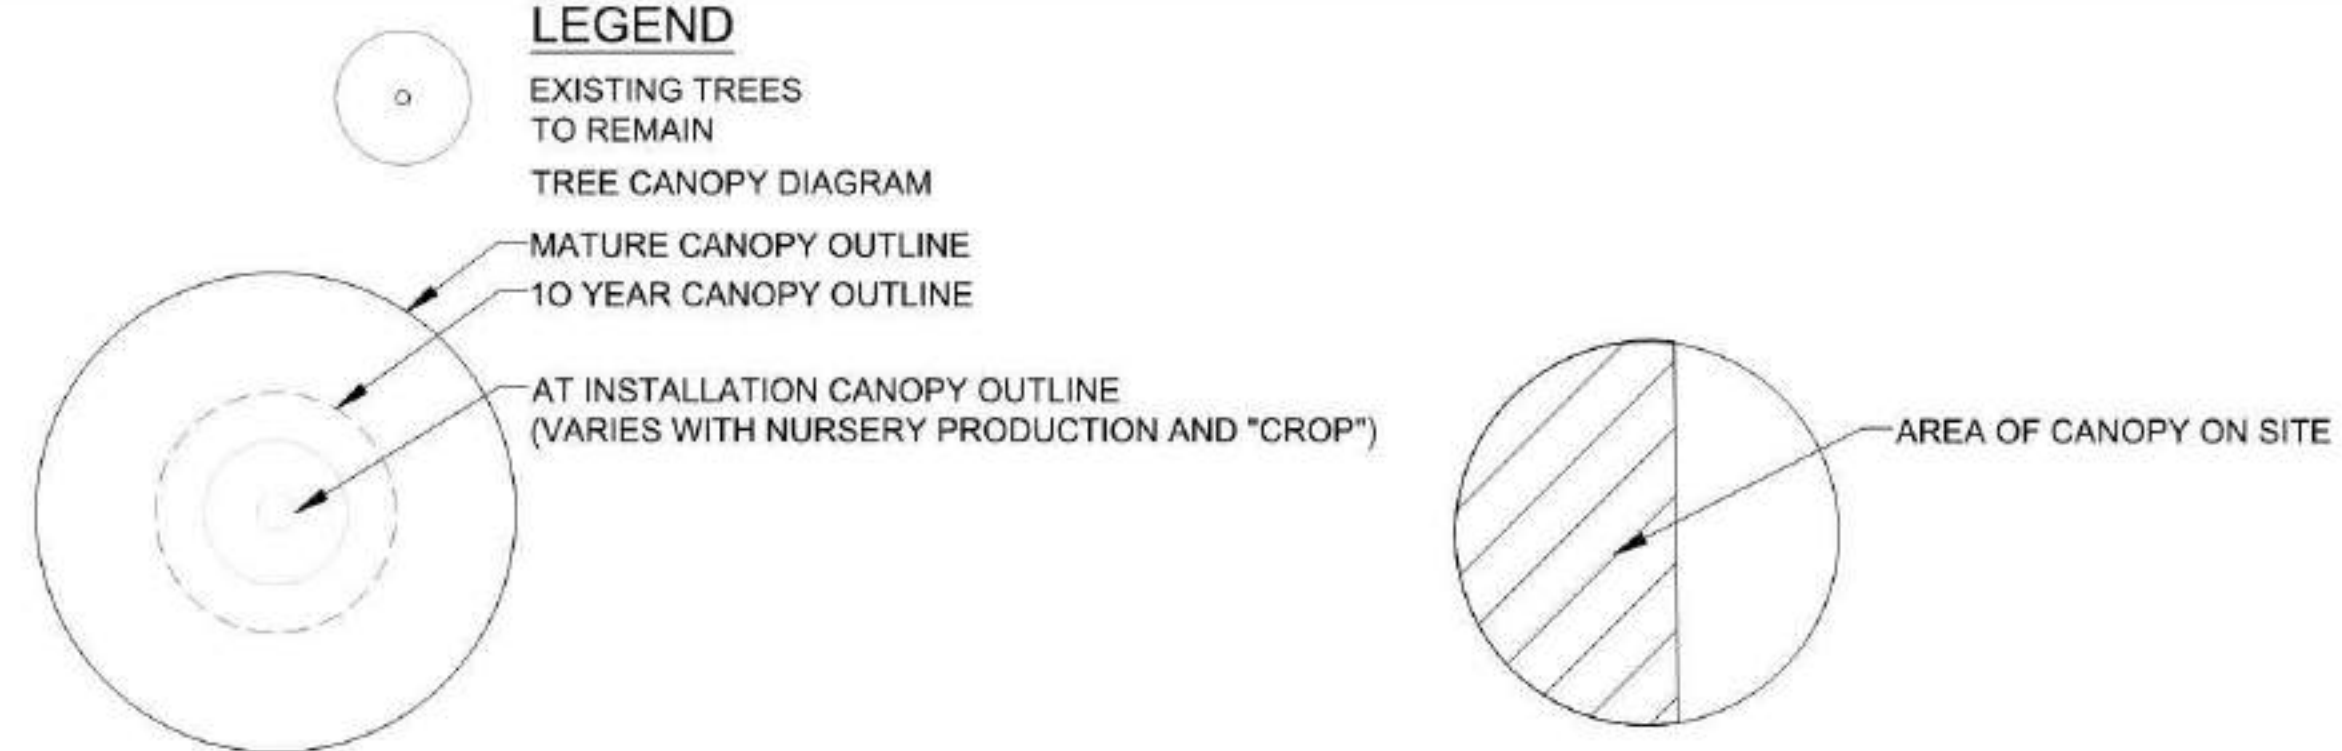 LEGEND
EXISTING TREES
TO REMAIN
TREE CANOPY DIAGRAM
MATURE CANOPY OUTLINE
1O YEAR CANOPY OUTLINE
AT INSTALLATION CANOPY OUTLINE
(VARIES WITH NURSERY PRODUCTION AND "CROP")
AREA OF CANOPY ON SITE